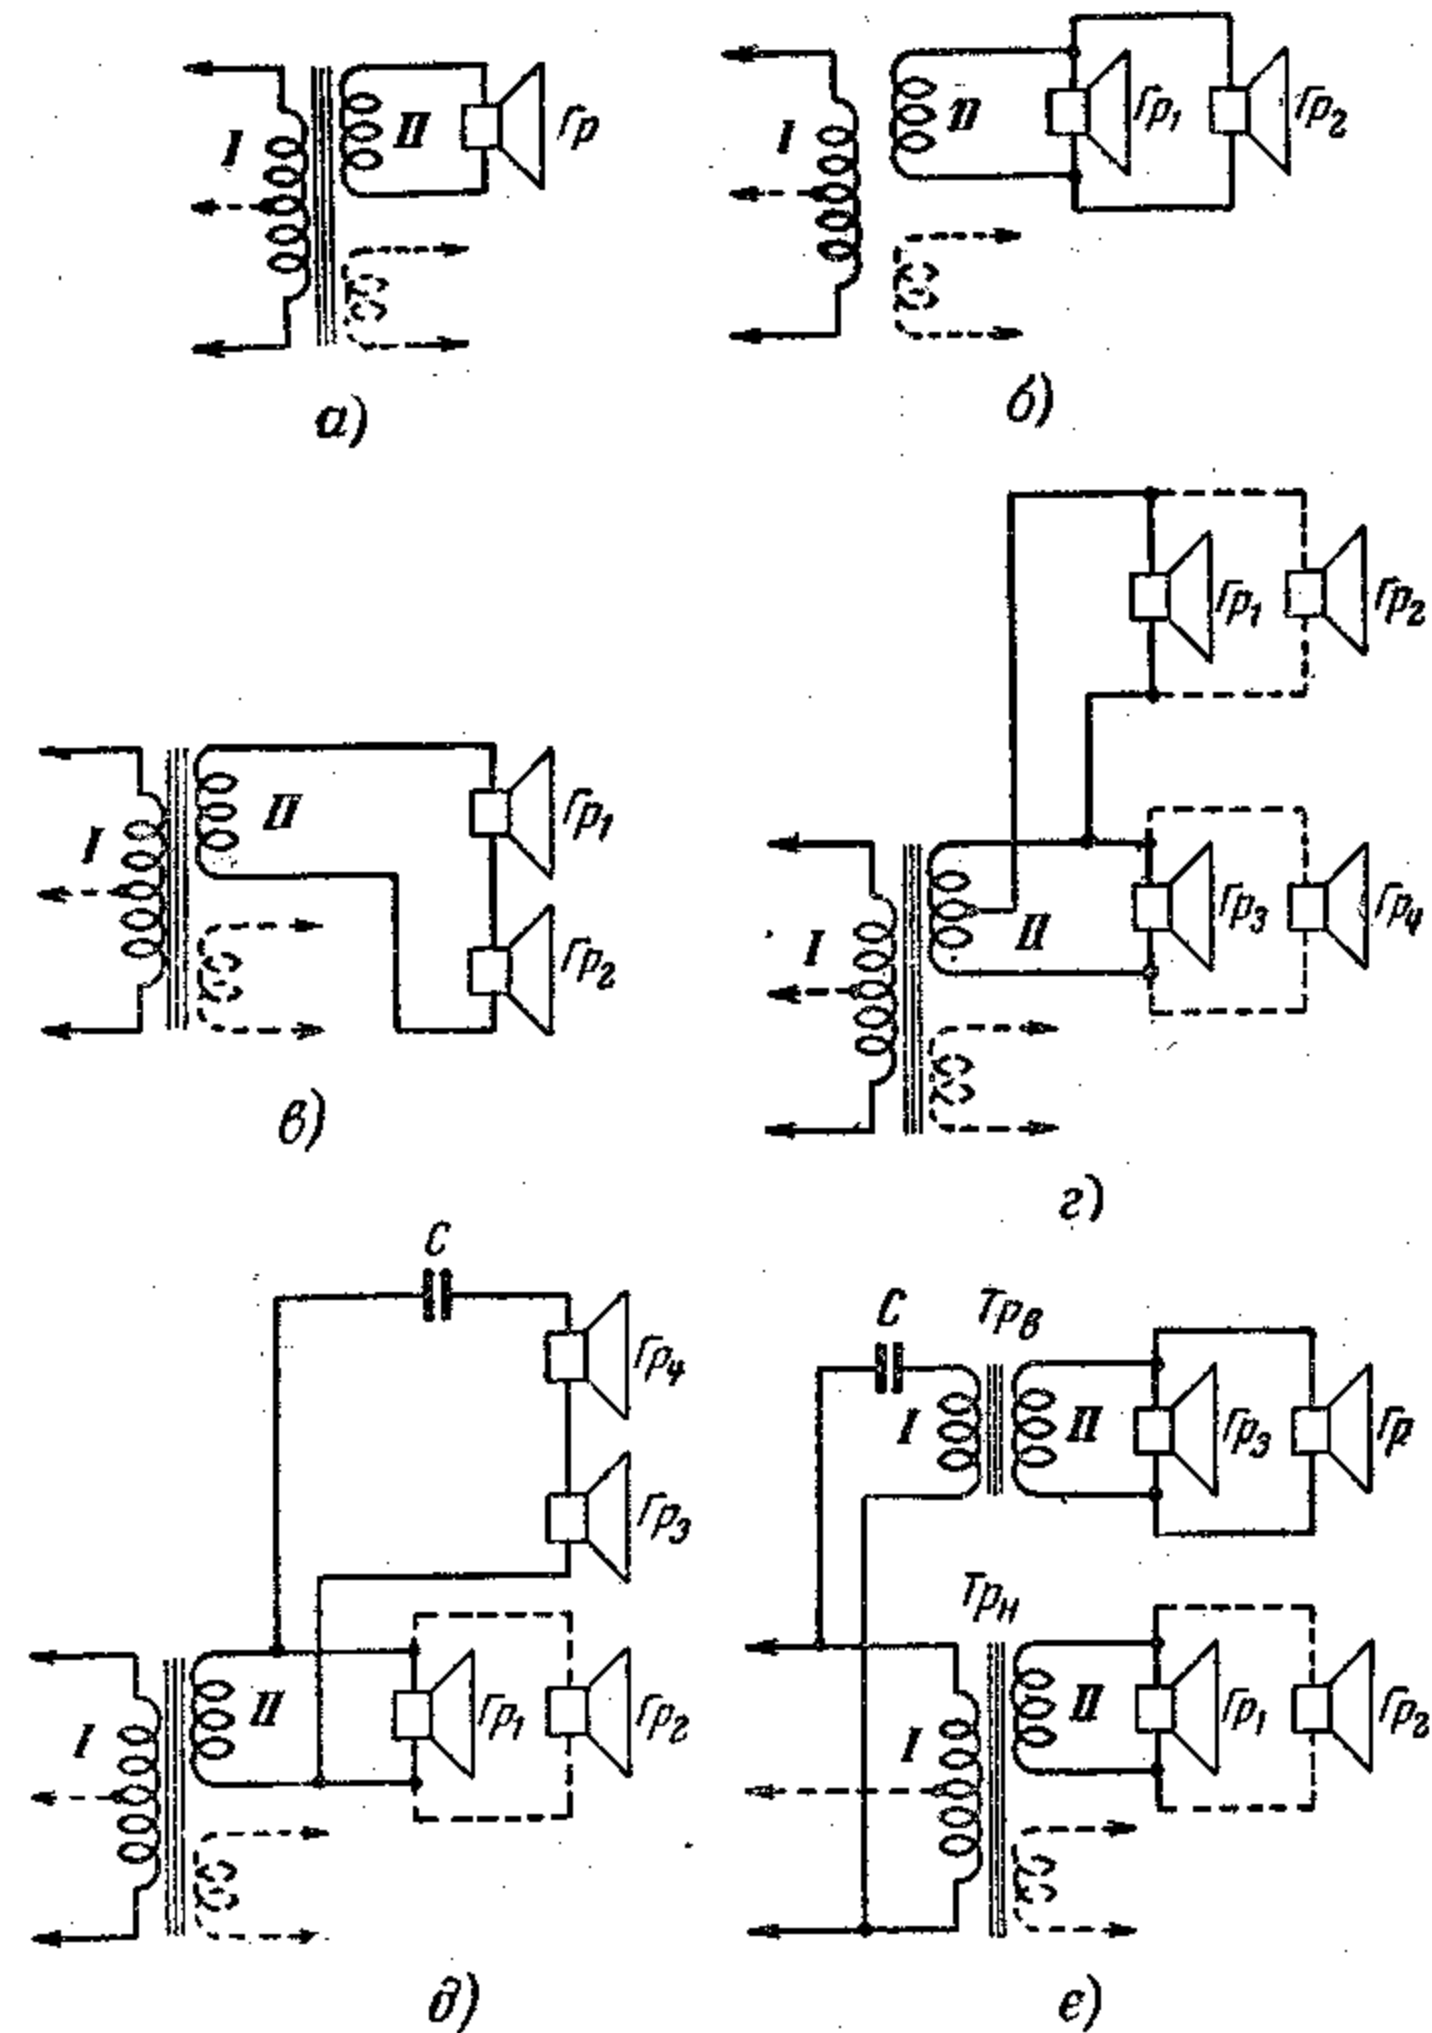 I II Гр
а)
I II Гр1 Гр2
б)
I II Гр1
Гр2
в)
Гр1 Гр2
I II Гр3 Гр4
г)
C
Гр4
Гр3
I II Гр1 Гр2
д)
C Трв
I II Гр3 Гр
Трн
I II Гр1 Гр2
е)